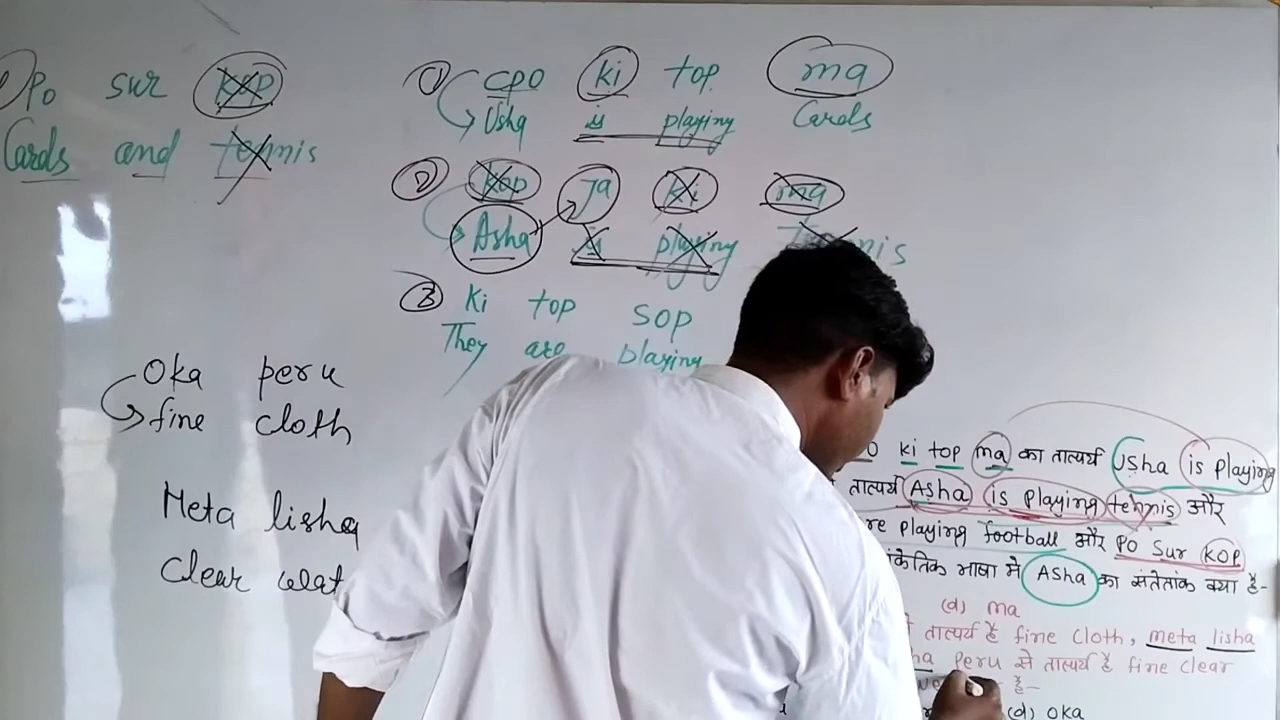 ① Po sur Kop
Cards and tennis
① CPO ki top ma
Usha is playing Cards
② Kop Ja Ki ma
Asha is playing Tennis
③ Ki top sop
They are playing
Oka peru
fine cloth
Meta lisha
Clear wat
O ki top ma का तात्पर्य Usha is playing
तात्पर्य Asha is playing tennis और
re playing football और Po Sur KOP
सांकेतिक भाषा में Asha का संतेतांक क्या है-
(d) ma
से तात्पर्य है fine cloth, meta lisha
ha Peru से तात्पर्य है fine clear
है-
(d) oka